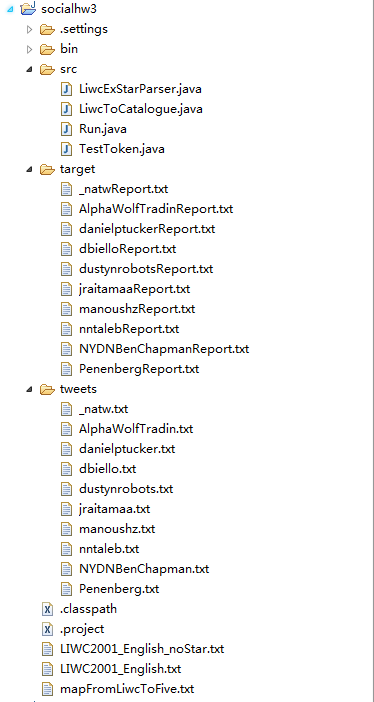 socialhw3
.settings
bin
src
LiwcExStarParser.java
LiwcToCatalogue.java
Run.java
TestToken.java
target
_natwReport.txt
AlphaWolfTradinReport.txt
danielptuckerReport.txt
dbielloReport.txt
dustynrobotsReport.txt
jraitamaaReport.txt
manoushzReport.txt
nntalebReport.txt
NYDNBenChapmanReport.txt
PenenbergReport.txt
tweets
_natw.txt
AlphaWolfTradin.txt
danielptucker.txt
dbiello.txt
dustynrobots.txt
jraitamaa.txt
manoushz.txt
nntaleb.txt
NYDNBenChapman.txt
Penenberg.txt
.classpath
.project
LIWC2001_English_noStar.txt
LIWC2001_English.txt
mapFromLiwcToFive.txt